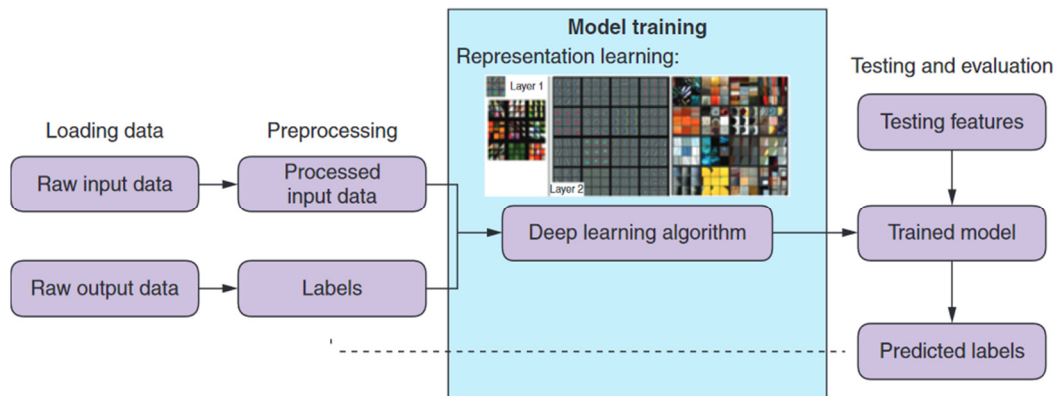 Model training
Representation learning:
Layer 1
Layer 2
Testing and evaluation
Testing features
Loading data
Preprocessing
Raw input data
Processed
input data
Deep learning algorithm
Trained model
Raw output data
Labels
Predicted labels